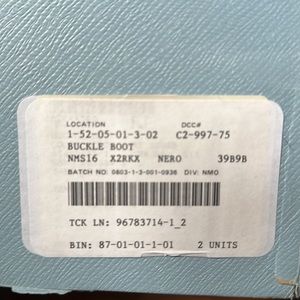 LOCATION DCC#
1-52-05-01-3-02 C2-997-75
BUCKLE BOOT
NMS16 X2RKX NERO 39B9B
BATCH NO: 0803-1-3-001-0936 DIV: NMO
TCK LN: 96783714-1_2
BIN: 87-01-01-1-01 2 UNITS